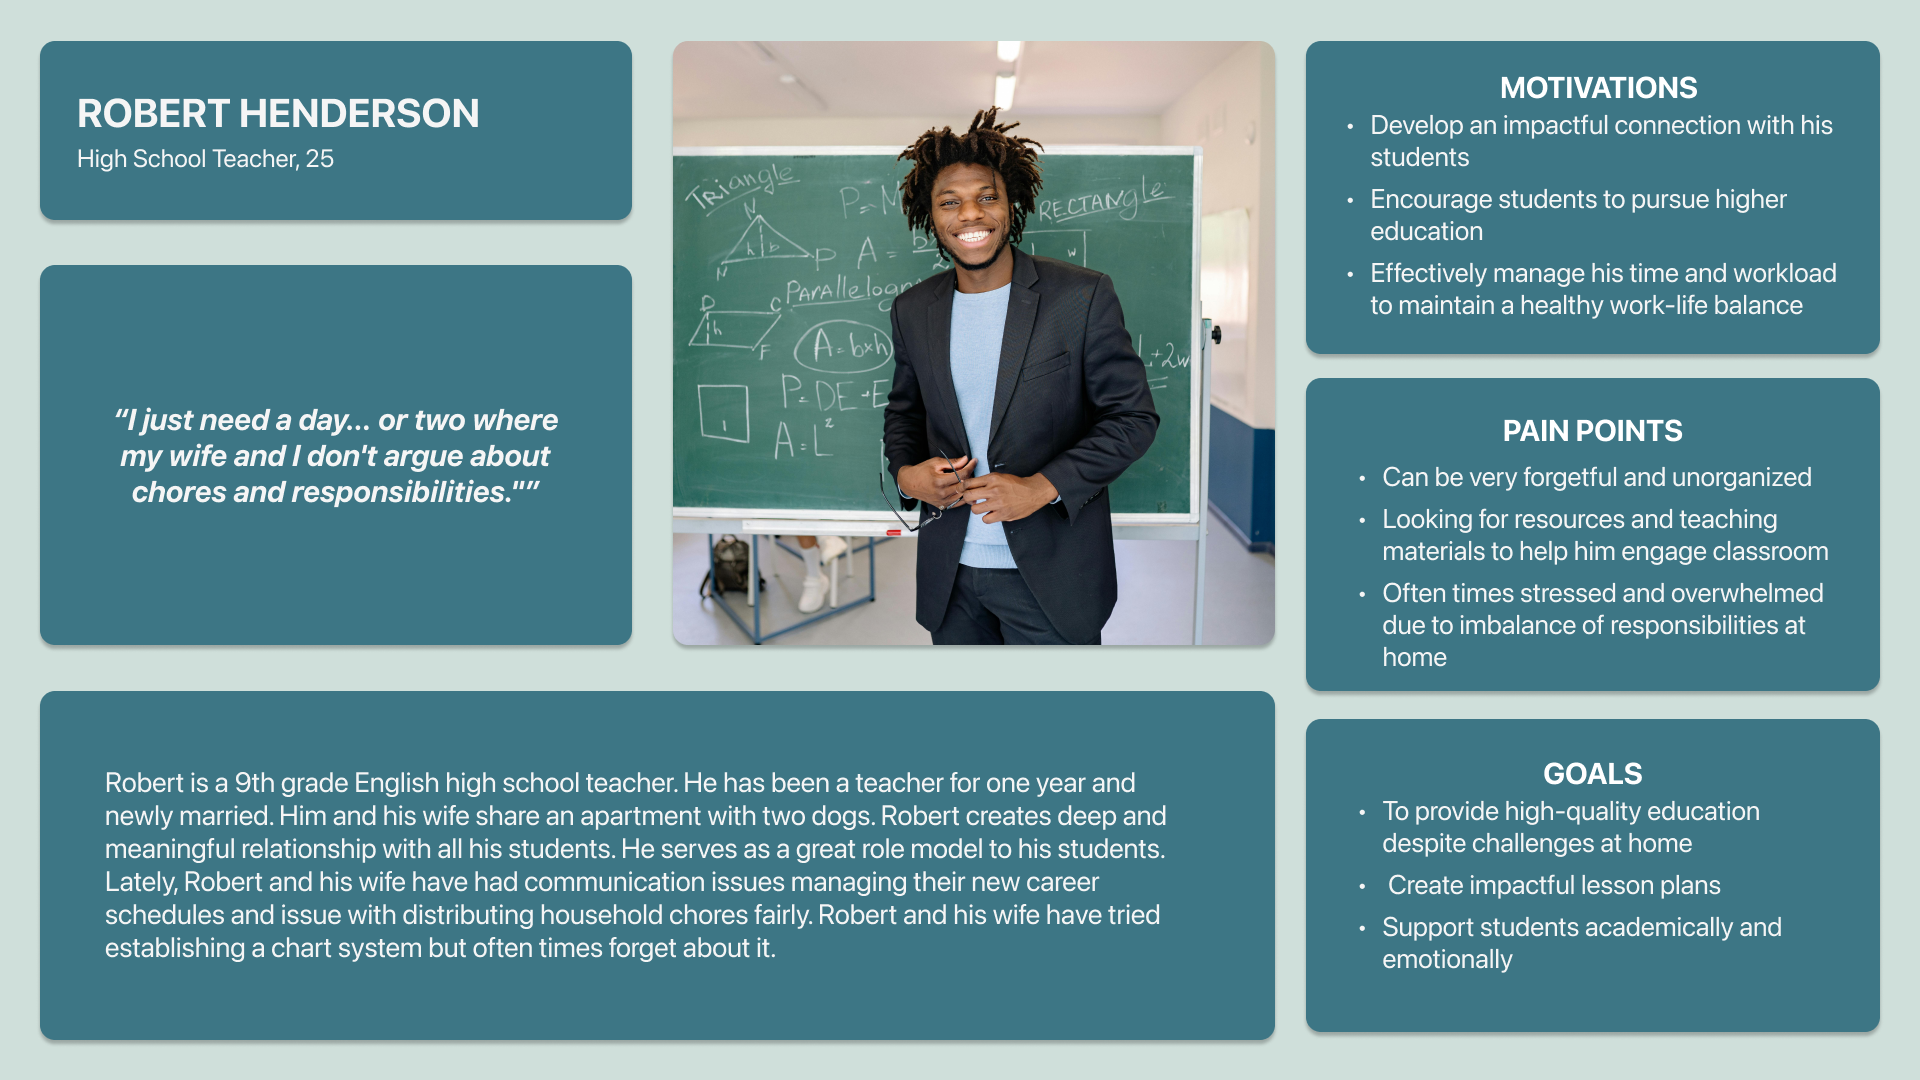 ROBERT HENDERSON
High School Teacher, 25
“I just need a day... or two where
my wife and I don't argue about
chores and responsibilities."”
Triangle
N
h
b
N
P
P=M
A =
b
2
RECTANGLE
L
w
Parallelogram
D
C
h
F
A=b×h
P=DE+E
A=L²
L+2w
Robert is a 9th grade English high school teacher. He has been a teacher for one year and
newly married. Him and his wife share an apartment with two dogs. Robert creates deep and
meaningful relationship with all his students. He serves as a great role model to his students.
Lately, Robert and his wife have had communication issues managing their new career
schedules and issue with distributing household chores fairly. Robert and his wife have tried
establishing a chart system but often times forget about it.
MOTIVATIONS
• Develop an impactful connection with his
students
• Encourage students to pursue higher
education
• Effectively manage his time and workload
to maintain a healthy work-life balance
PAIN POINTS
• Can be very forgetful and unorganized
• Looking for resources and teaching
materials to help him engage classroom
• Often times stressed and overwhelmed
due to imbalance of responsibilities at
home
GOALS
• To provide high-quality education
despite challenges at home
• Create impactful lesson plans
• Support students academically and
emotionally